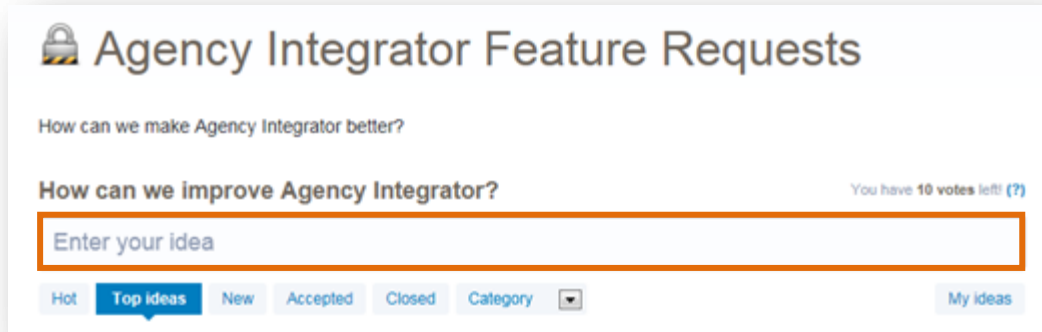 Agency Integrator Feature Requests
How can we make Agency Integrator better?
How can we improve Agency Integrator? You have 10 votes left! (?)
Enter your idea
Hot Top ideas New Accepted Closed Category My ideas